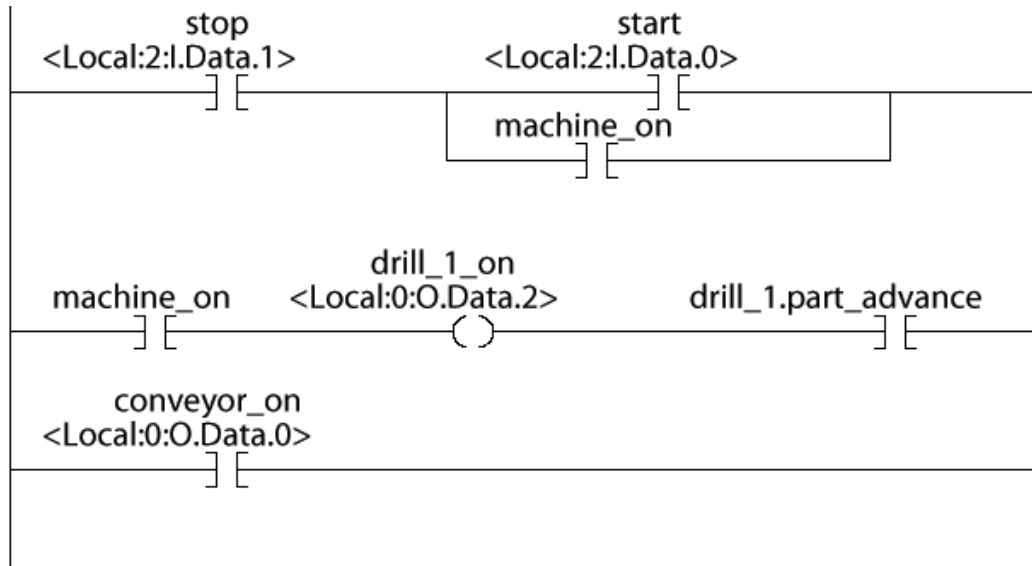 stop
<Local:2:I.Data.1>
start
<Local:2:I.Data.0>
machine_on
drill_1_on
machine_on
<Local:0:O.Data.2>
drill_1.part_advance
conveyor_on
<Local:0:O.Data.0>